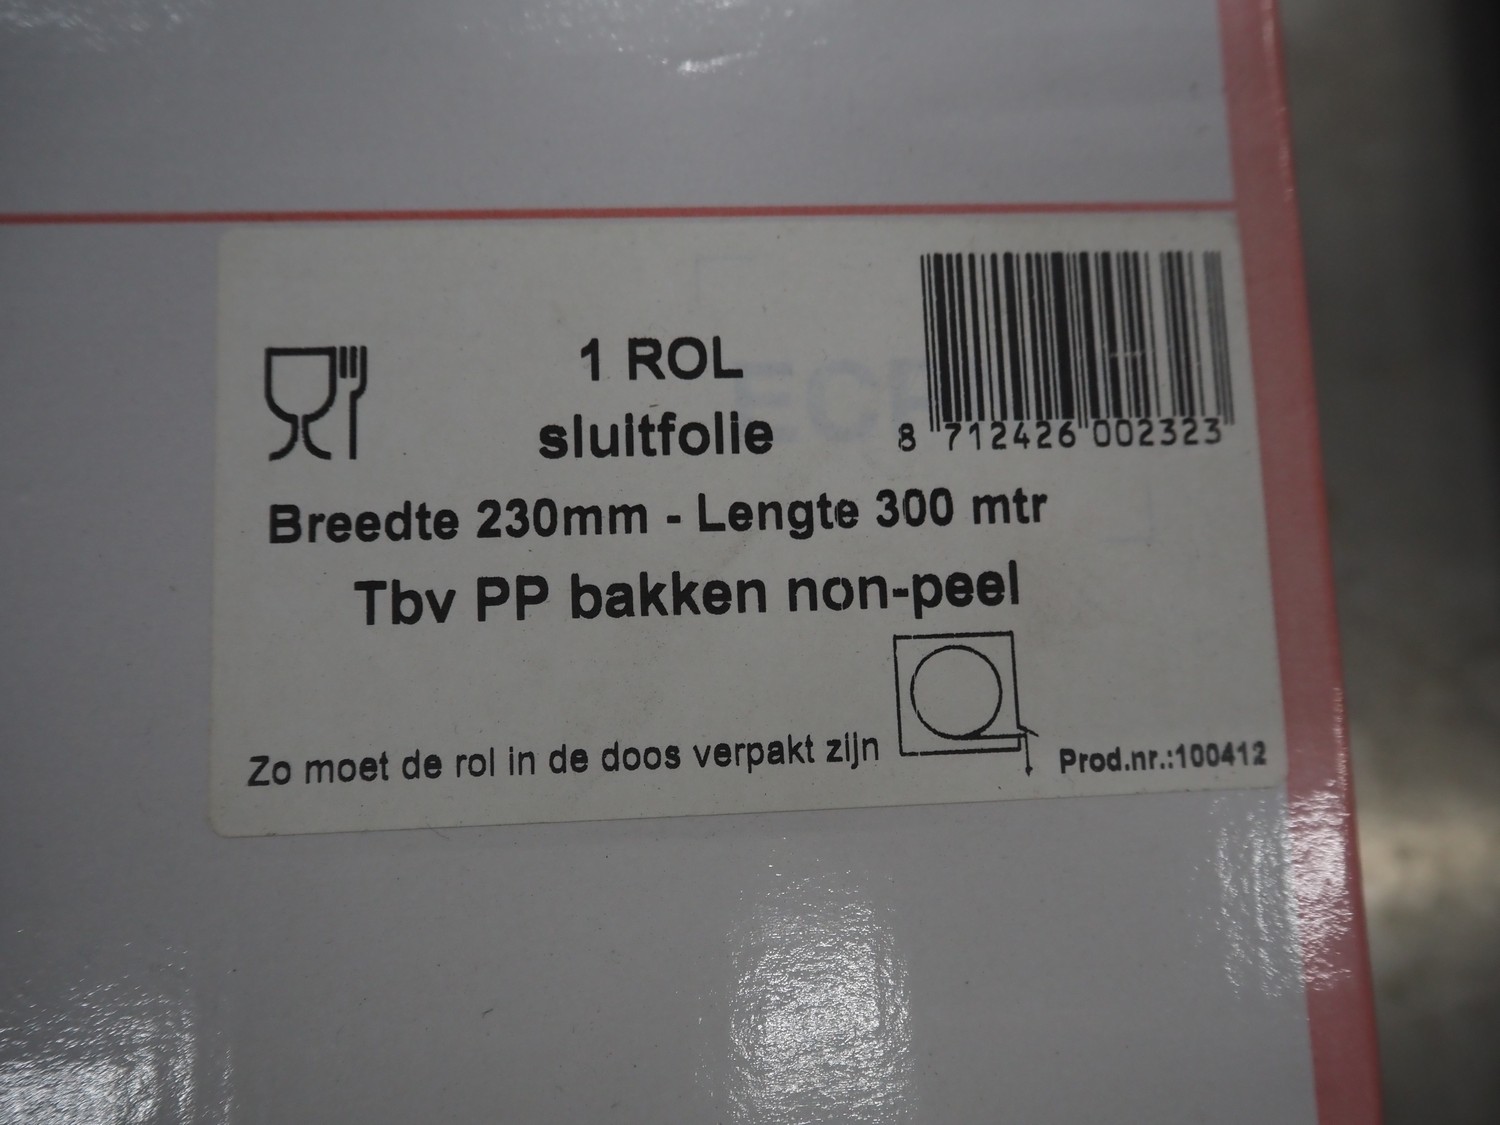 1 ROL
sluitfolie
8 712426 002323
Breedte 230mm - Lengte 300 mtr
Tbv PP bakken non-peel
Zo moet de rol in de doos verpakt zijn
Prod.nr.:100412